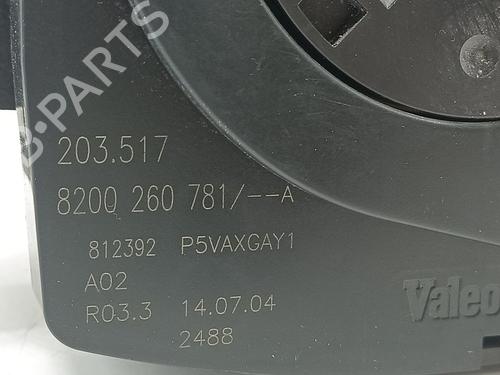 B-PARTS
203.517
8200 260 781/--A
812392 P5VAXGAY1
A02
R03.3 14.07.04
2488
Valeo